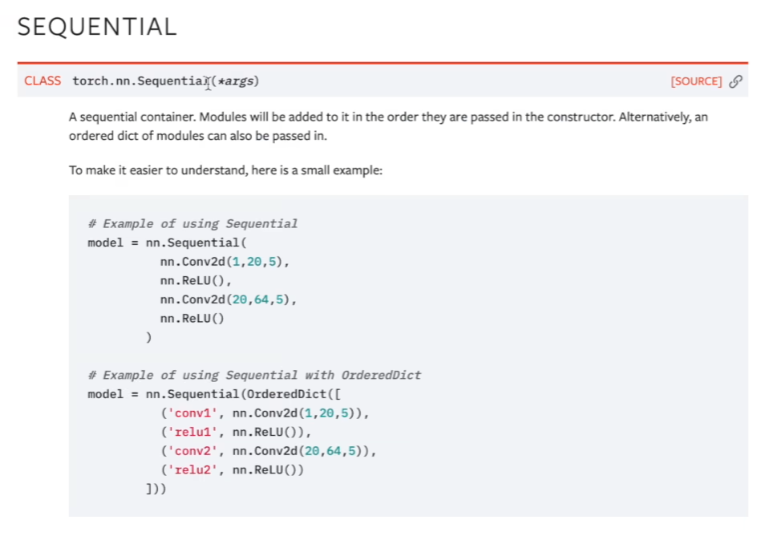 SEQUENTIAL
CLASS torch.nn.Sequential(*args) [SOURCE]
A sequential container. Modules will be added to it in the order they are passed in the constructor. Alternatively, an
ordered dict of modules can also be passed in.
To make it easier to understand, here is a small example:
# Example of using Sequential
model = nn.Sequential(
          nn.Conv2d(1,20,5),
          nn.ReLU(),
          nn.Conv2d(20,64,5),
          nn.ReLU()
        )
# Example of using Sequential with OrderedDict
model = nn.Sequential(OrderedDict([
          ('conv1', nn.Conv2d(1,20,5)),
          ('relu1', nn.ReLU()),
          ('conv2', nn.Conv2d(20,64,5)),
          ('relu2', nn.ReLU())
        ]))